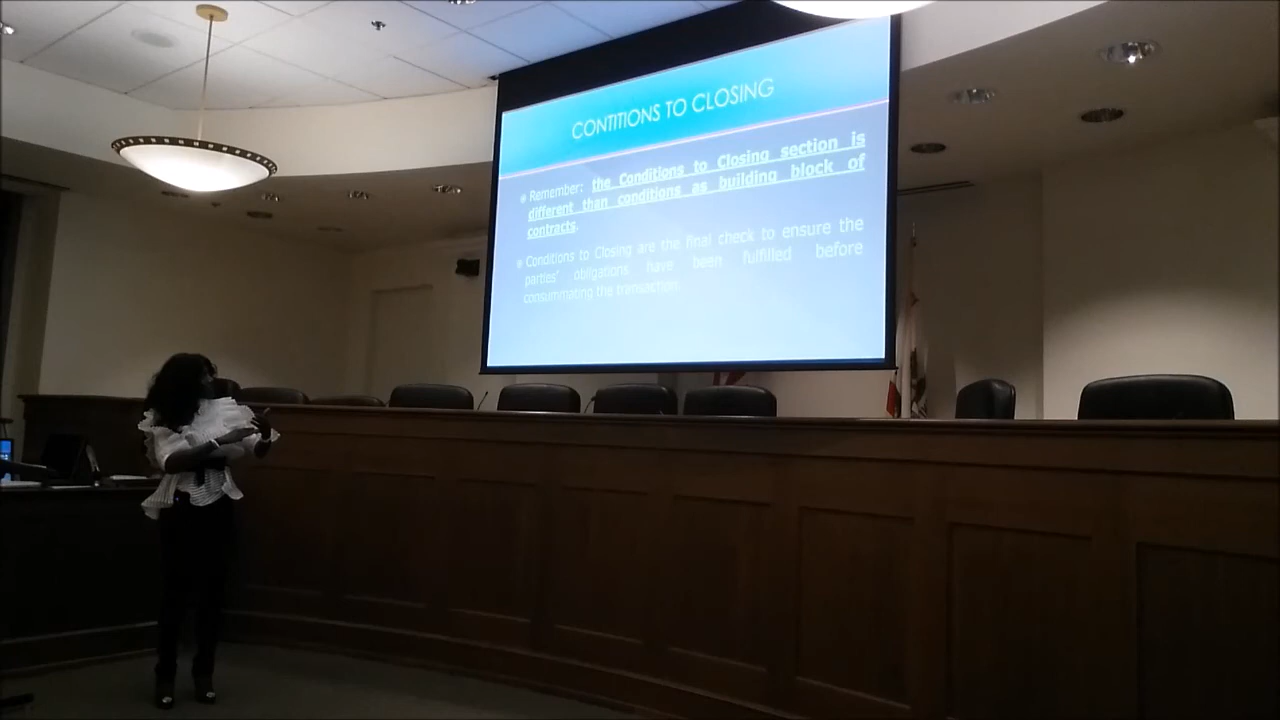 CONTITIONS TO CLOSING
Remember: the Conditions to Closing section is
different than conditions as building block of
contracts.
Conditions to Closing are the final check to ensure the
parties' obligations have been fulfilled before
consummating the transaction.